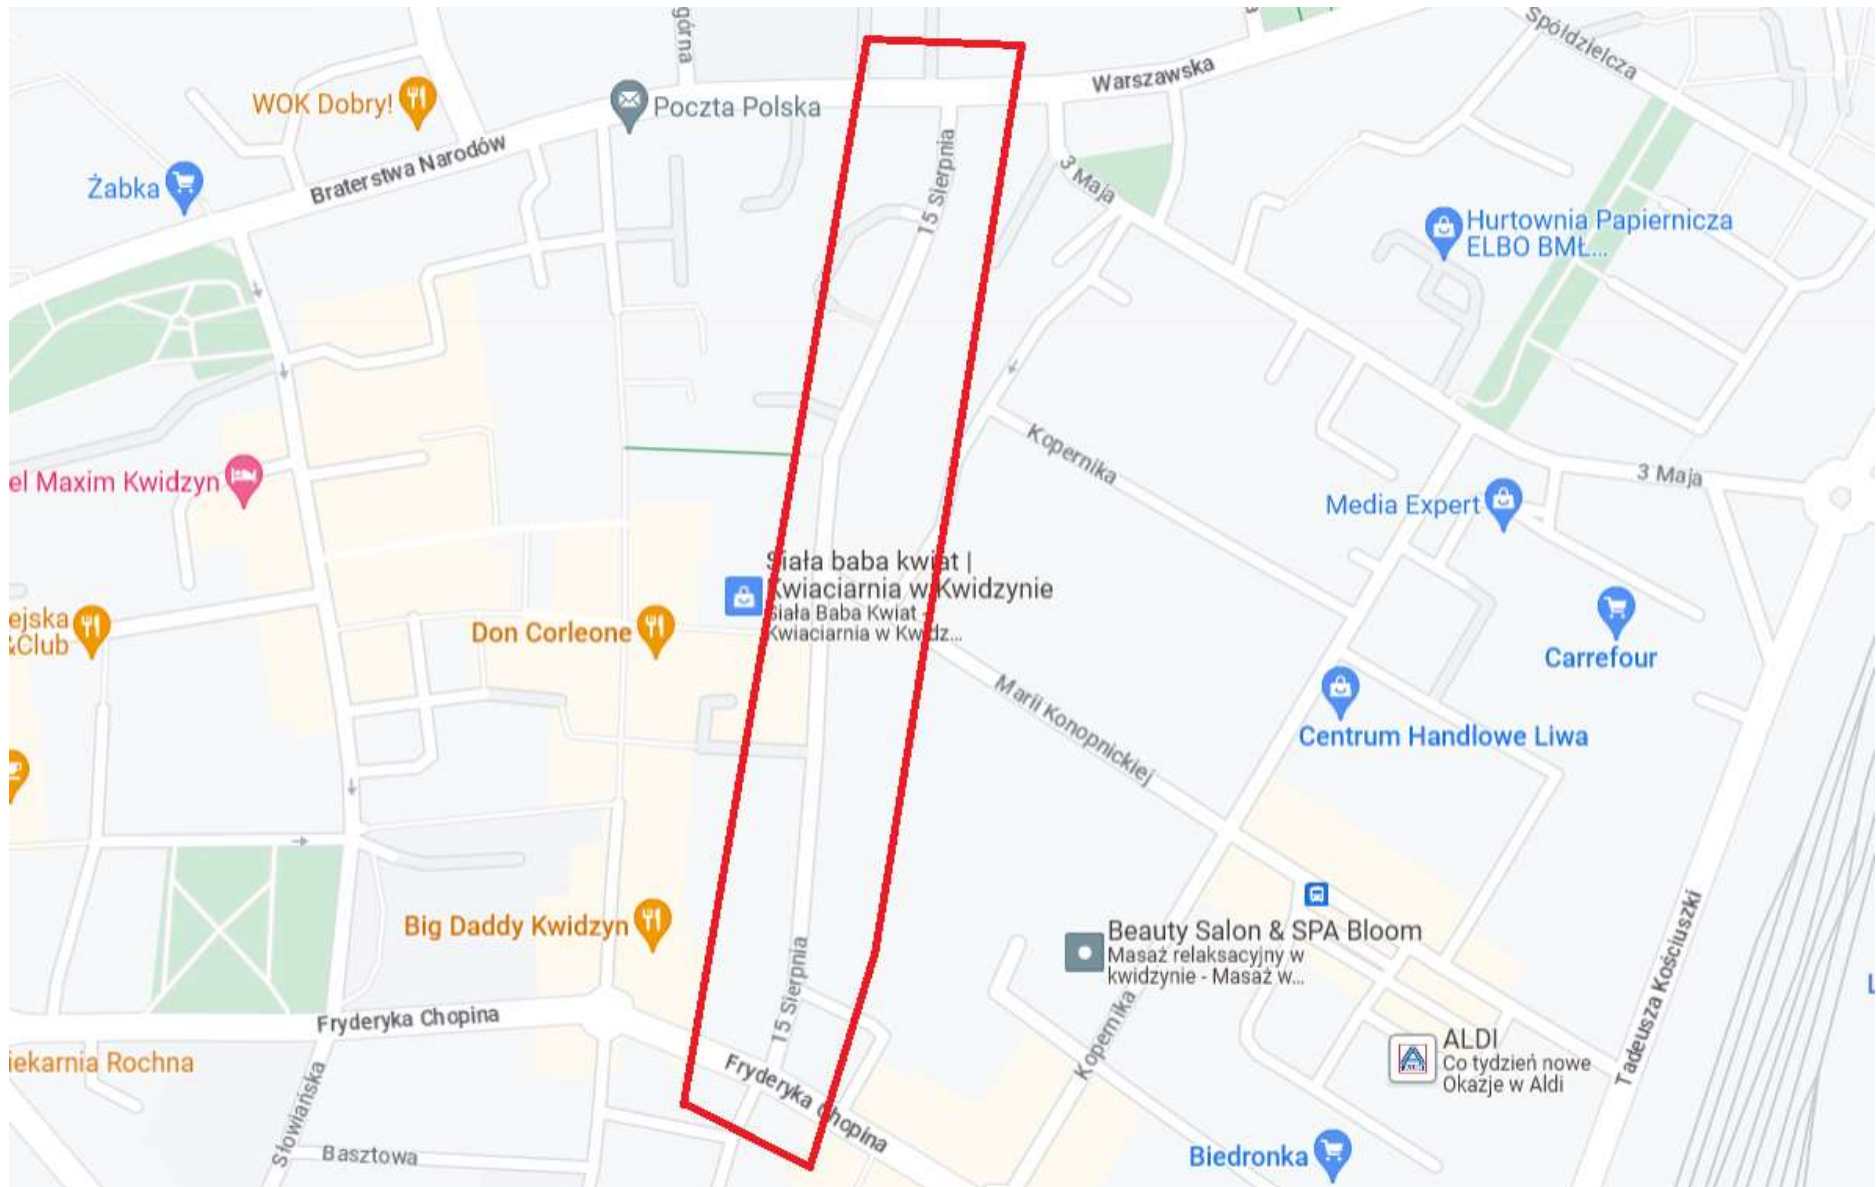 górna
Spółdzielcza
Warszawska
WOK Dobry!
Poczta Polska
Braterstwa Narodów
Żabka
15 Sierpnia
3 Maja
Hurtownia Papiernicza
ELBO BMŁ...
el Maxim Kwidzyn
Kopernika
3 Maja
Media Expert
Siała baba kwiat |
Kwiaciarnia w Kwidzynie
Siała Baba Kwiat -
Kwiaciarnia w Kwidz...
ejska
&Club
Don Corleone
Carrefour
Marii Konopnickiej
Centrum Handlowe Liwa
Big Daddy Kwidzyn
Beauty Salon & SPA Bloom
Masaż relaksacyjny w
kwidzynie - Masaż w...
Tadeusza Kościuszki
L
15 Sierpnia
Fryderyka Chopina
Kopernika
ALDI
Co tydzień nowe
Okazje w Aldi
iekarnia Rochna
Fryderyka Chopina
Słowiańska
Basztowa
Biedronka